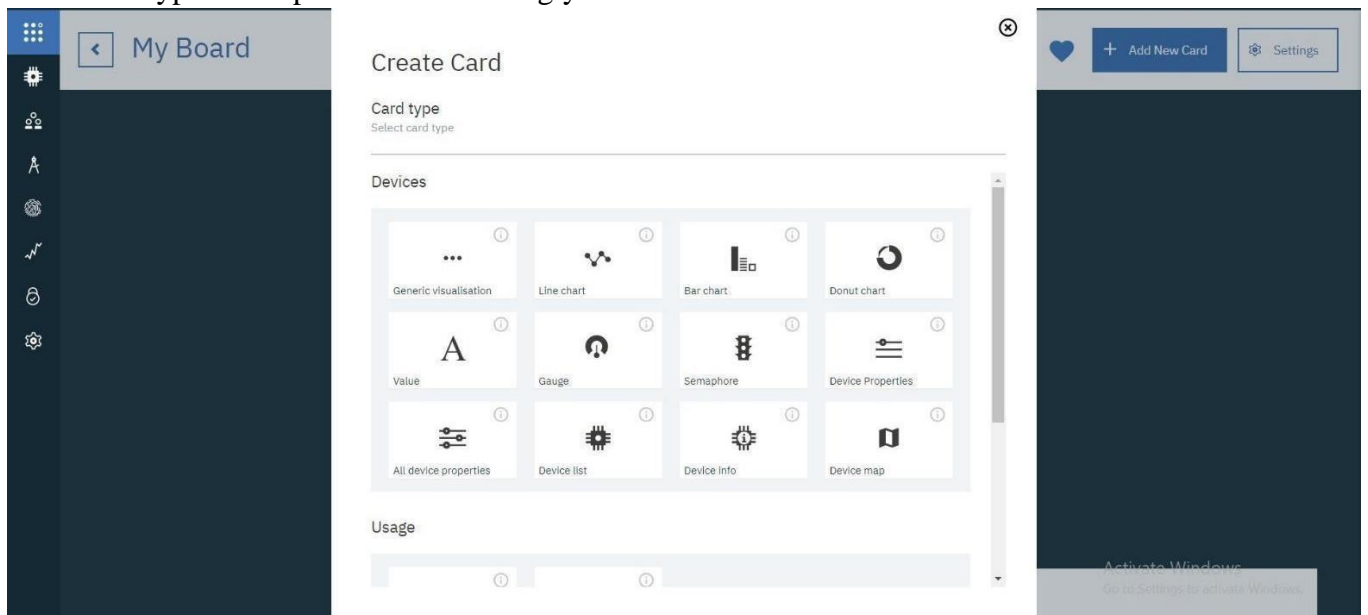 My Board
Create Card
Card type
Select card type
+ Add New Card
Settings
Devices
Generic visualisation
Line chart
Bar chart
Donut chart
A
Value
Gauge
Semaphore
Device Properties
All device properties
Device list
Device info
Device map
Usage
Activate Windows
Go to Settings to activate Windows.